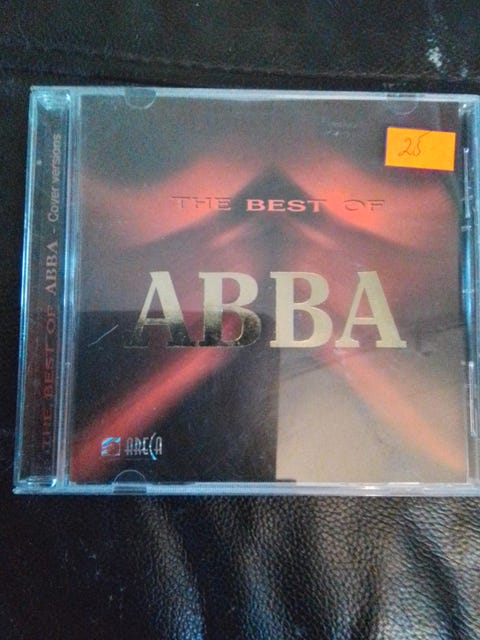 25
THE BEST OF
ABBA
ARECA
THE BEST OF ABBA - Cover versions